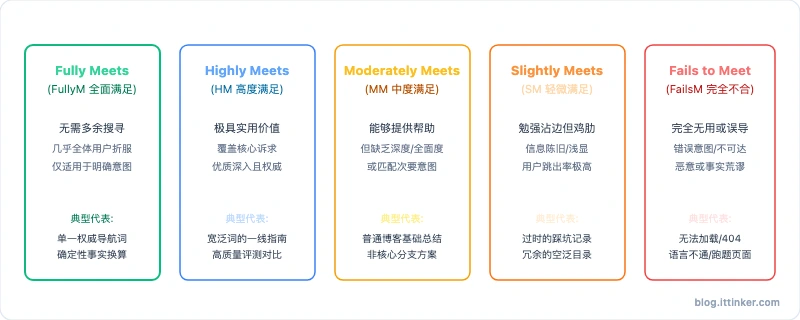 Fully Meets
(FullyM 全面满足)
无需多余搜寻
几乎全体用户折服
仅适用于明确意图
典型代表:
单一权威导航词
确定性事实换算
Highly Meets
(HM 高度满足)
极具实用价值
覆盖核心诉求
优质深入且权威
典型代表:
宽泛词的一线指南
高质量评测对比
Moderately Meets
(MM 中度满足)
能够提供帮助
但缺乏深度/全面度
或匹配次要意图
典型代表:
普通博客基础总结
非核心分支方案
Slightly Meets
(SM 轻微满足)
勉强沾边但鸡肋
信息陈旧/浅显
用户跳出率极高
典型代表:
过时的踩坑记录
冗余的空泛目录
Fails to Meet
(FailsM 完全不合)
完全无用或误导
错误意图/不可达
恶意或事实荒谬
典型代表:
无法加载/404
语言不通/跑题页面
blog.ittinker.com